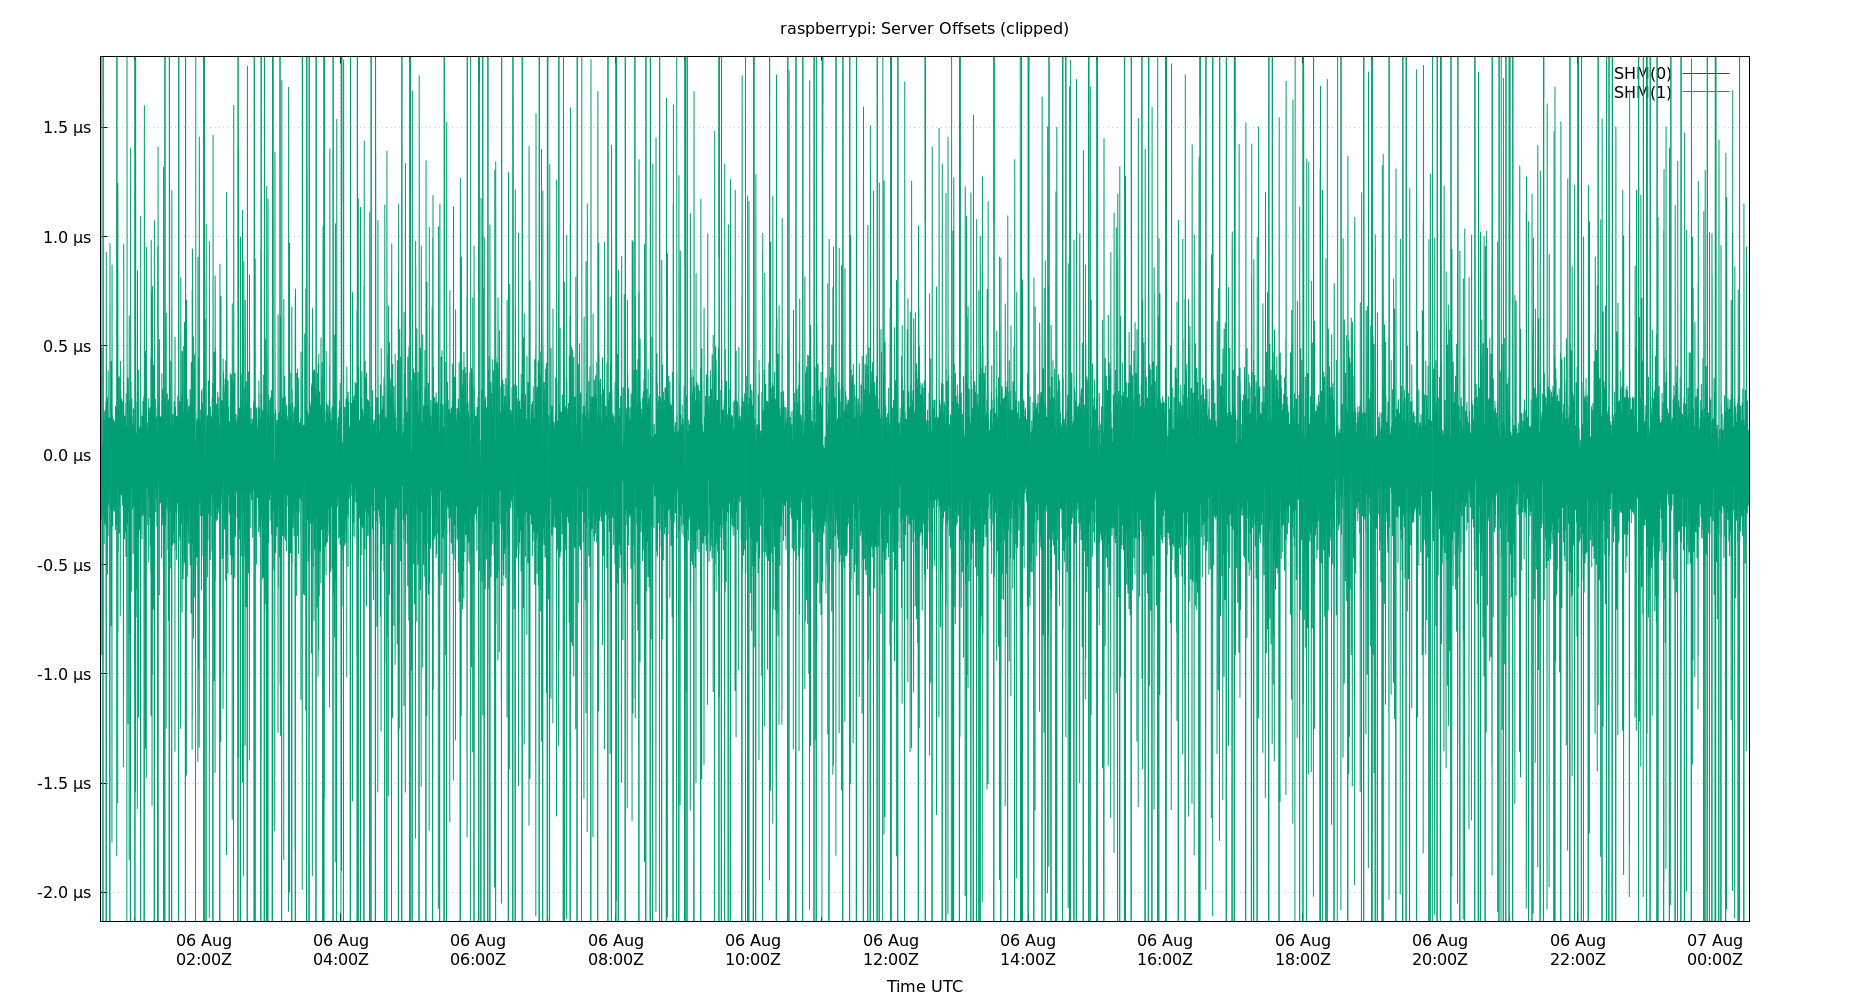 raspberrypi: Server Offsets (clipped)
SHM(0)
SHM(1)
1.5 µs
1.0 µs
0.5 µs
0.0 µs
-0.5 µs
-1.0 µs
-1.5 µs
-2.0 µs
06 Aug 06 Aug 06 Aug 06 Aug 06 Aug 06 Aug 06 Aug 06 Aug 06 Aug 06 Aug 06 Aug 07 Aug
02:00Z 04:00Z 06:00Z 08:00Z 10:00Z 12:00Z 14:00Z 16:00Z 18:00Z 20:00Z 22:00Z 00:00Z
Time UTC